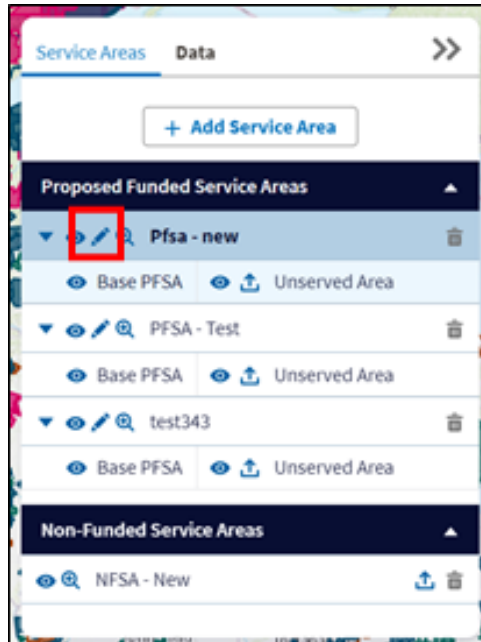 Service Areas Data
+ Add Service Area
Proposed Funded Service Areas
Pfsa - new
Base PFSA Unserved Area
PFSA - Test
Base PFSA Unserved Area
test343
Base PFSA Unserved Area
Non-Funded Service Areas
NFSA - New